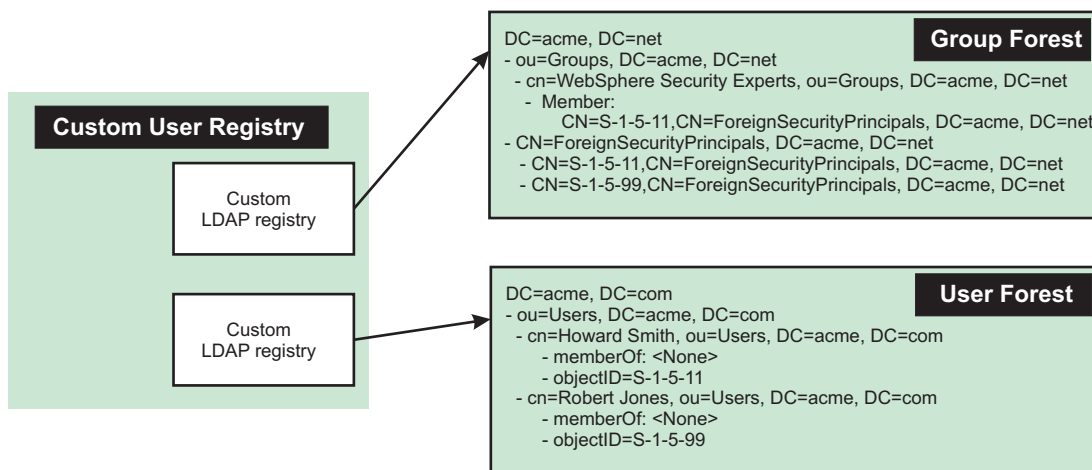 Custom User Registry
Custom
LDAP registry
Custom
LDAP registry
Group Forest
DC=acme, DC=net
- ou=Groups, DC=acme, DC=net
- cn=WebSphere Security Experts, ou=Groups, DC=acme, DC=net
- Member:
CN=S-1-5-11,CN=ForeignSecurityPrincipals, DC=acme, DC=net
- CN=ForeignSecurityPrincipals, DC=acme, DC=net
- CN=S-1-5-11,CN=ForeignSecurityPrincipals, DC=acme, DC=net
- CN=S-1-5-99,CN=ForeignSecurityPrincipals, DC=acme, DC=net
User Forest
DC=acme, DC=com
- ou=Users, DC=acme, DC=com
- cn=Howard Smith, ou=Users, DC=acme, DC=com
- memberOf: <None>
- objectID=S-1-5-11
- cn=Robert Jones, ou=Users, DC=acme, DC=com
- memberOf: <None>
- objectID=S-1-5-99